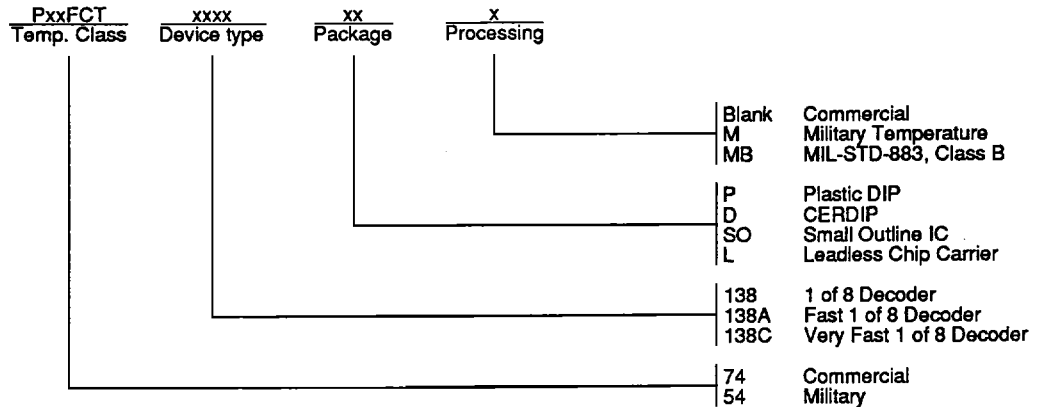 PxxFCT xxxx xx x
Temp. Class Device type Package Processing
Blank Commercial
M Military Temperature
MB MIL-STD-883, Class B
P Plastic DIP
D CERDIP
SO Small Outline IC
L Leadless Chip Carrier
138 1 of 8 Decoder
138A Fast 1 of 8 Decoder
138C Very Fast 1 of 8 Decoder
74 Commercial
54 Military